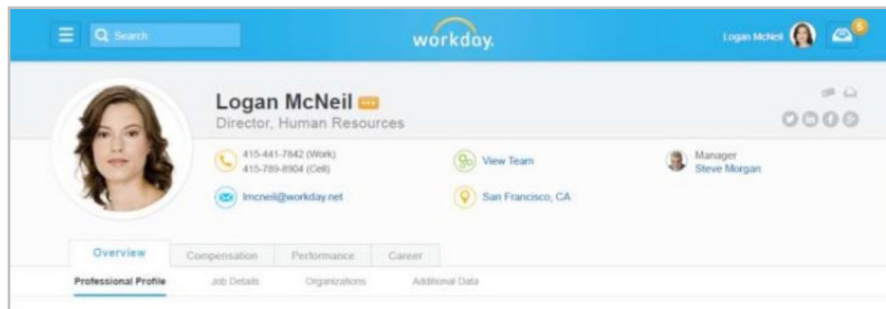 Search
workday.
Logan McNeil
5
Logan McNeil
Director, Human Resources
415-441-7842 (Work)
415-789-8904 (Cell)
View Team
Manager
Steve Morgan
lmcneil@workday.net
San Francisco, CA
Overview
Compensation
Performance
Career
Professional Profile
Job Details
Organizations
Additional Data